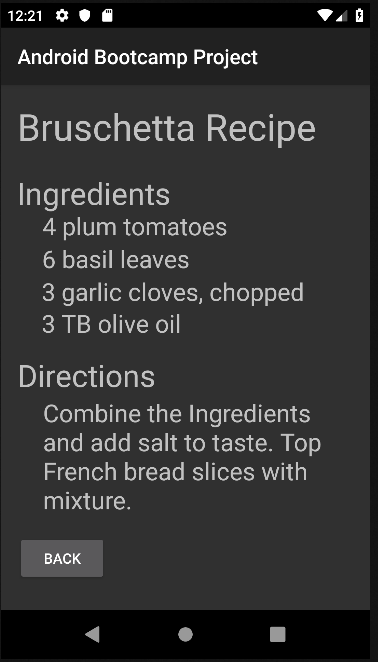 12:21
Android Bootcamp Project
Bruschetta Recipe
Ingredients
4 plum tomatoes
6 basil leaves
3 garlic cloves, chopped
3 TB olive oil
Directions
Combine the Ingredients
and add salt to taste. Top
French bread slices with
mixture.
BACK